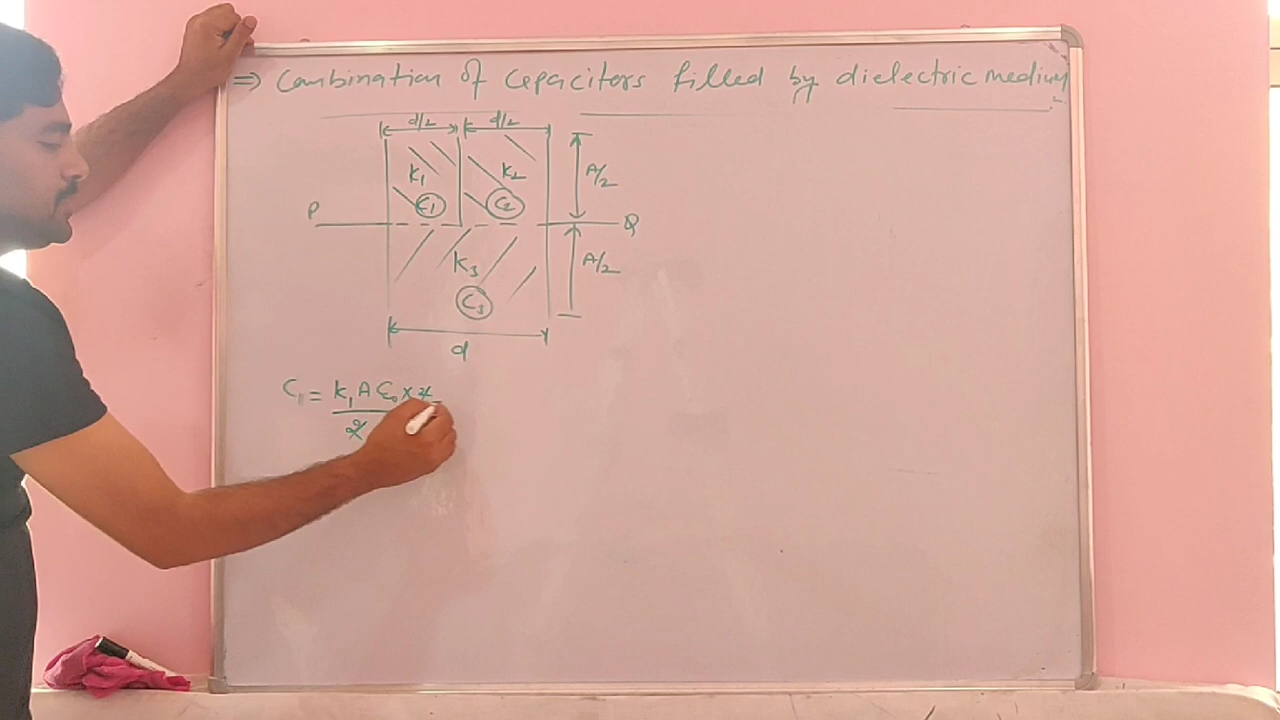 ⇒ Combination of Capacitors filled by dielectric medium
d/2 d/2
K₁ K₂ A/2
C₁ C₂
P Q
K₃ A/2
C₃
d
C₁ = K₁ A ε₀ × 2
2